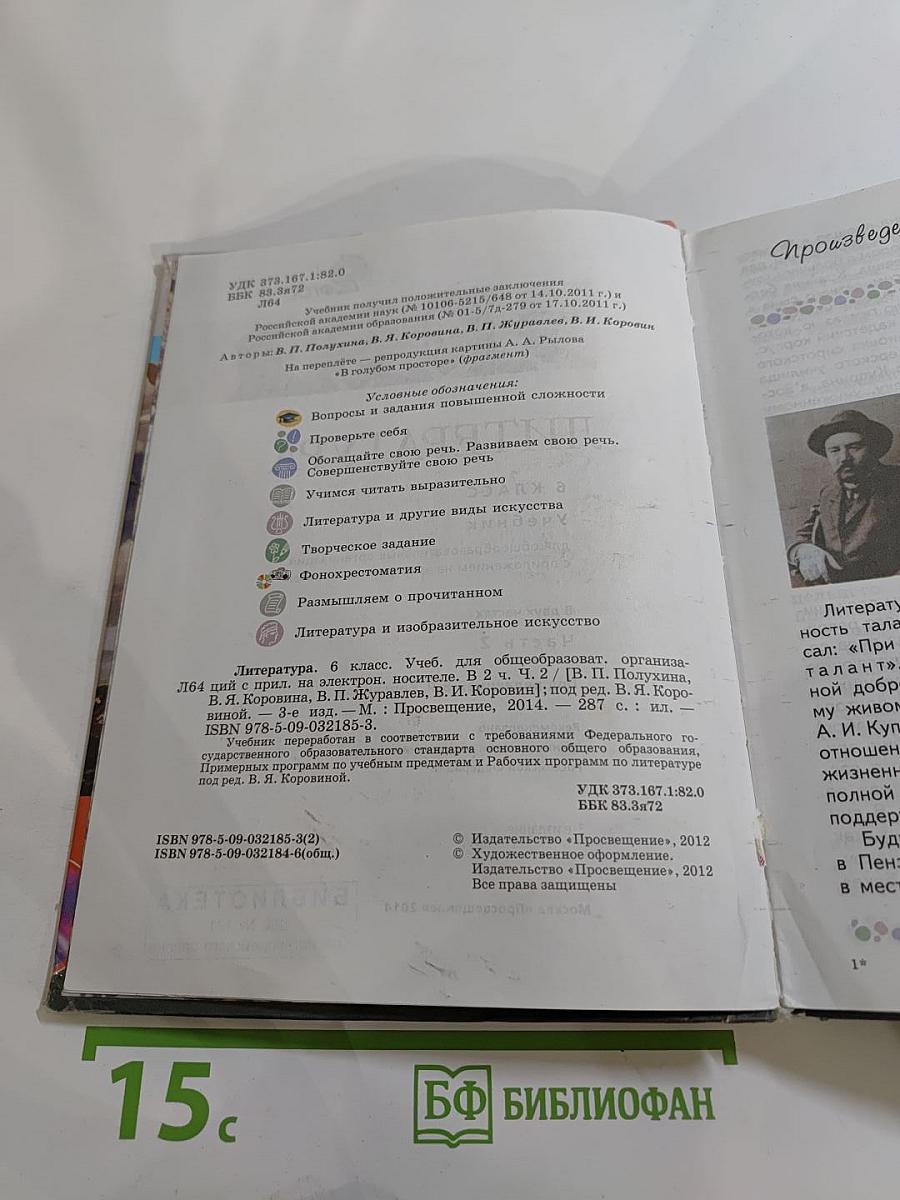 УДК 373.167.1:82.0
ББК 83.3я72
Л64
Учебник получил положительные заключения
Российской академии наук (№ 10106-5215/648 от 14.10.2011 г.) и
Российской академии образования (№ 01-5/7д-279 от 17.10.2011 г.)
Авторы: В. П. Полухина, В. Я. Коровина, В. П. Журавлев, В. И. Коровин
На переплёте — репродукция картины А. А. Рылова
«В голубом просторе» (фрагмент)
Условные обозначения:
Вопросы и задания повышенной сложности
Проверьте себя
Обогащайте свою речь. Развиваем свою речь.
Совершенствуйте свою речь
Учимся читать выразительно
Литература и другие виды искусства
Творческое задание
Фонохрестоматия
Размышляем о прочитанном
Литература и изобразительное искусство
Литература. 6 класс. Учеб. для общеобразоват. организа-
Л64 ций с прил. на электрон. носителе. В 2 ч. Ч. 2 / [В. П. Полухина,
В. Я. Коровина, В. П. Журавлев, В. И. Коровин] ; под ред. В. Я. Коро-
виной. — 3-е изд. — М. : Просвещение, 2014. — 287 с. : ил. —
ISBN 978-5-09-032185-3.
Учебник переработан в соответствии с требованиями Федерального го-
сударственного образовательного стандарта основного общего образования,
Примерных программ по учебным предметам и Рабочих программ по литературе
под ред. В. Я. Коровиной.
УДК 373.167.1:82.0
ББК 83.3я72
ISBN 978-5-09-032185-3(2)
ISBN 978-5-09-032184-6(общ.)
© Издательство «Просвещение», 2012
© Художественное оформление.
Издательство «Просвещение», 2012
Все права защищены
Произведе
Литерату
ность тала
сал: «При
талант».
ной добр
му живом
А. И. Куп
отношен
жизненн
полной
поддер
Буд
в Пенз
в мест
1*
15 с
БФ БИБЛИОФАН